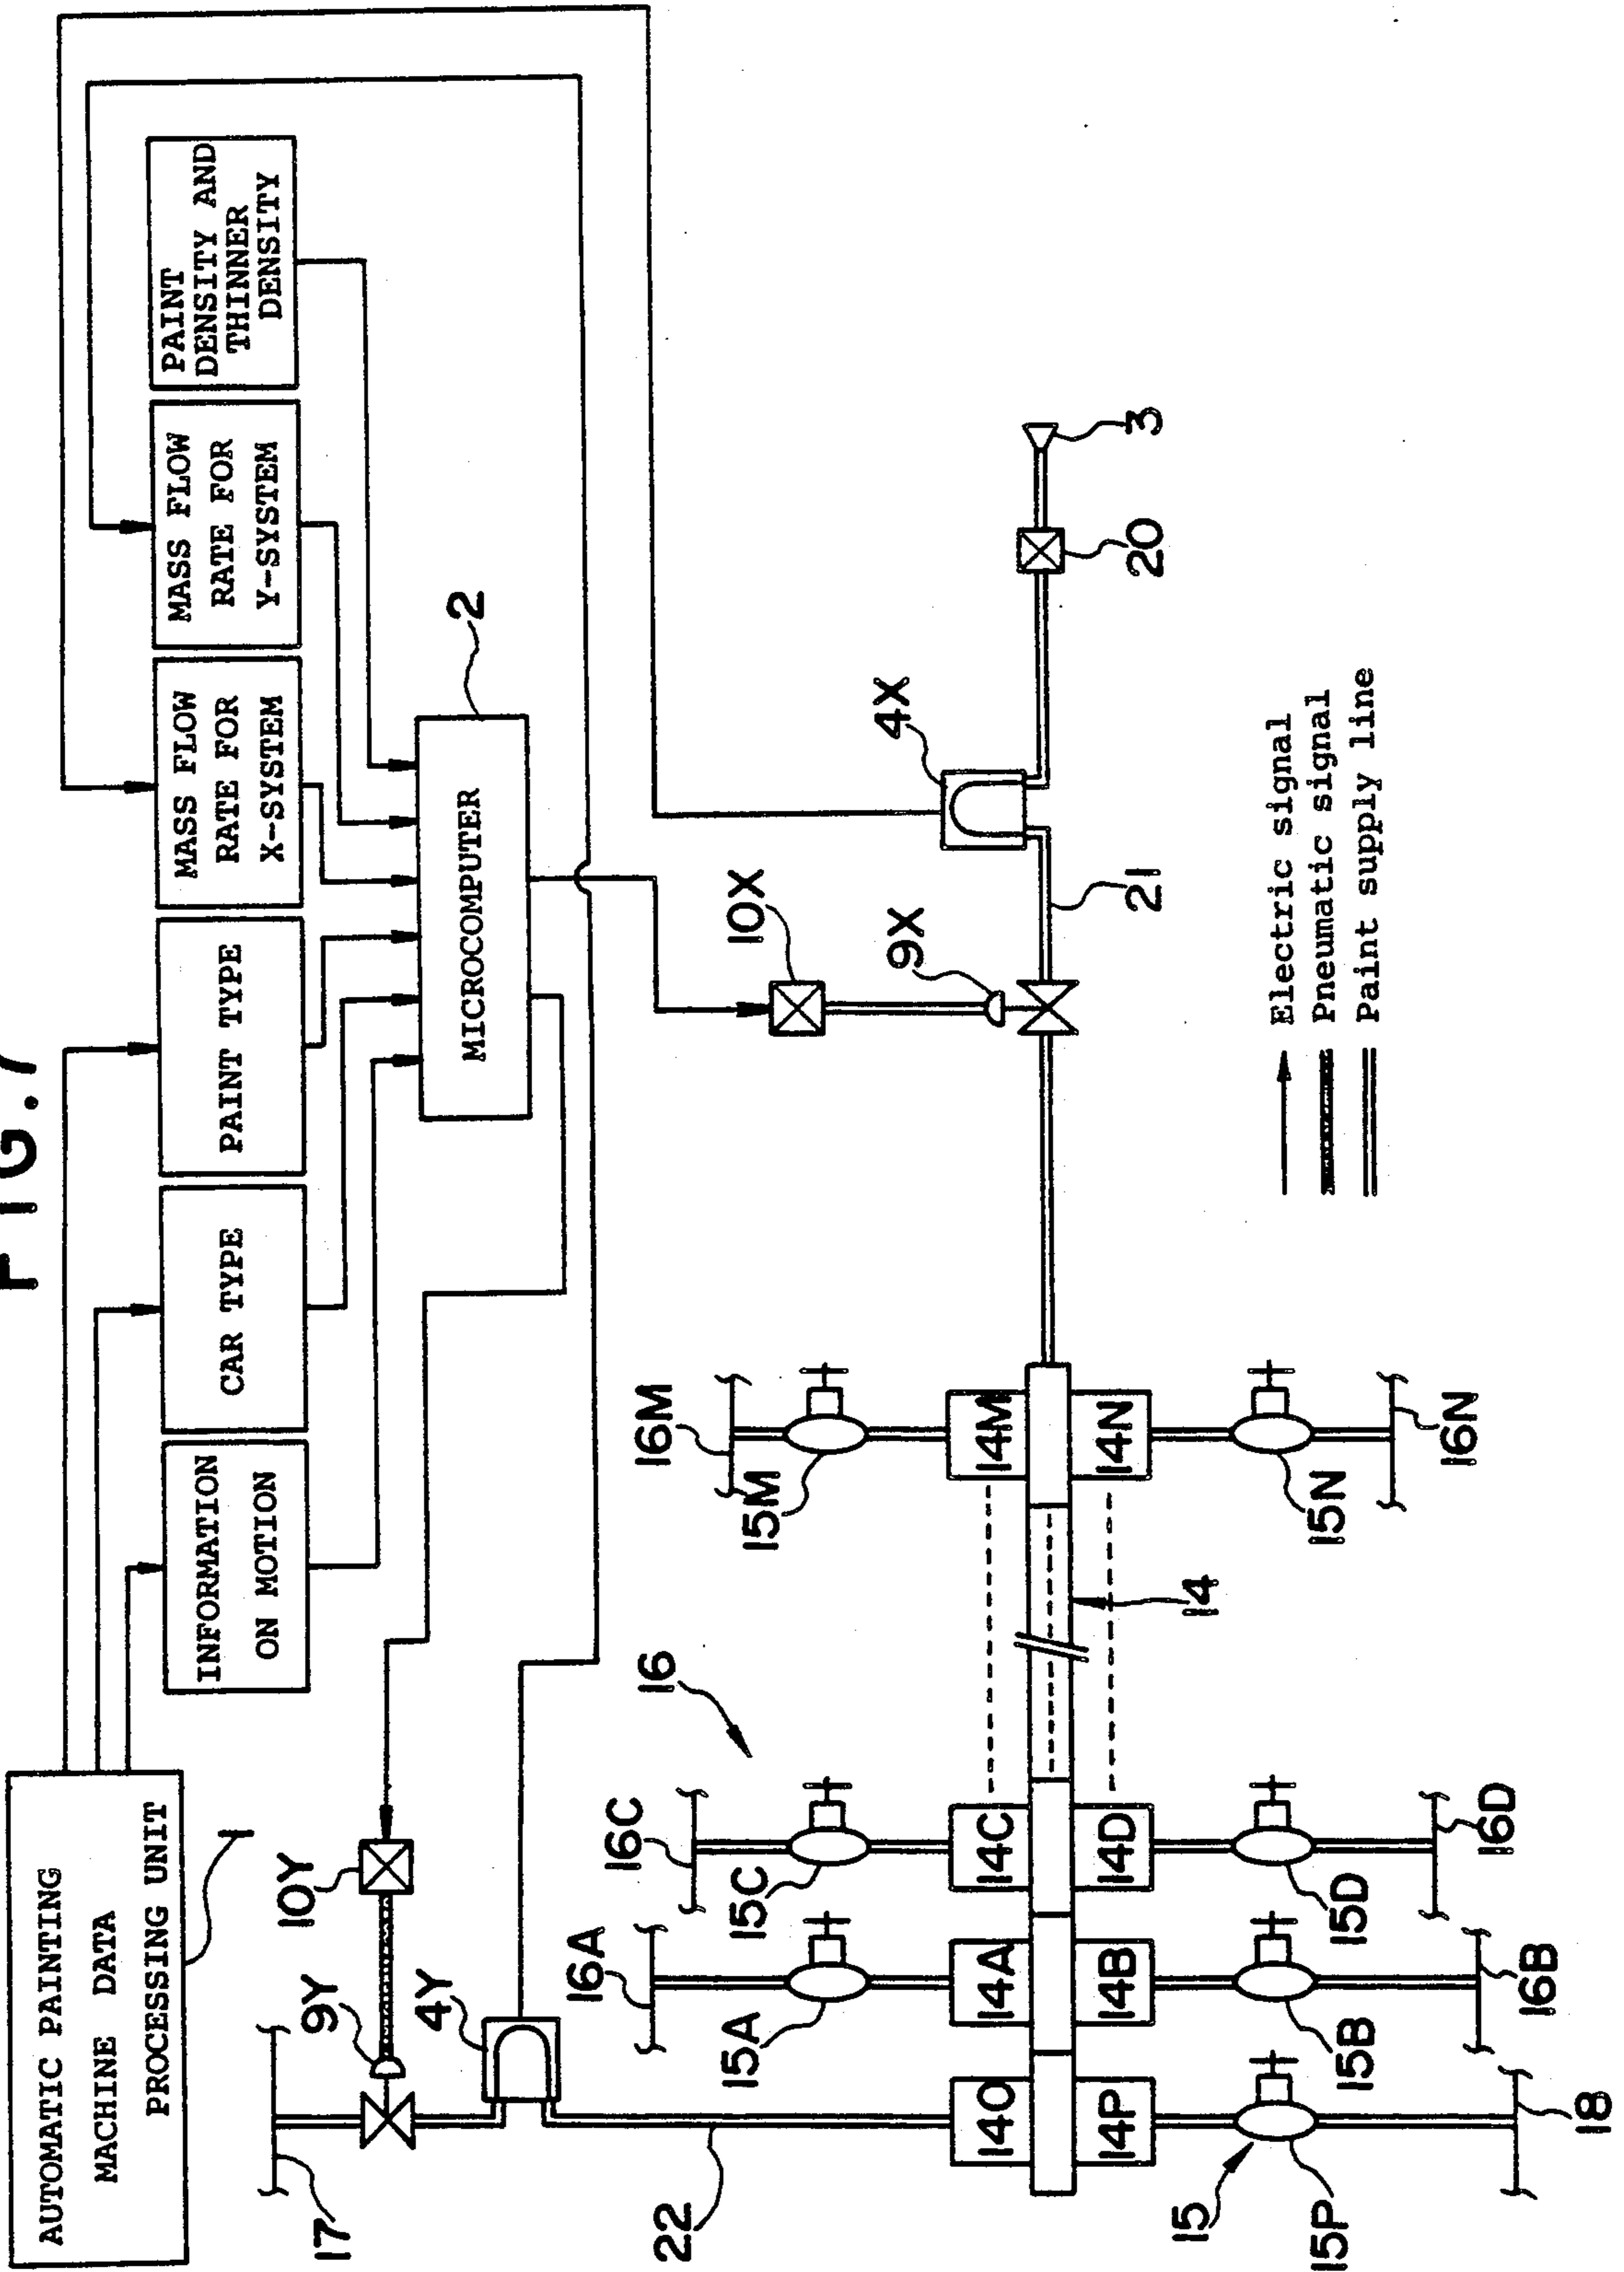 FIG.7
AUTOMATIC PAINTING
MACHINE DATA
PROCESSING UNIT
1
INFORMATION
ON MOTION
CAR TYPE
PAINT TYPE
MASS FLOW
RATE FOR
X-SYSTEM
MASS FLOW
RATE FOR
Y-SYSTEM
PAINT
DENSITY AND
THINNER
DENSITY
MICROCOMPUTER
2
17
9Y
10Y
4Y
22
10X
9X
4X
21
20
3
16
16A
16C
16M
15A
15C
15M
14O
14A
14C
14M
14
14P
14B
14D
14N
15
15P
15B
15D
15N
18
16B
16D
16N
Electric signal
Pneumatic signal
Paint supply line